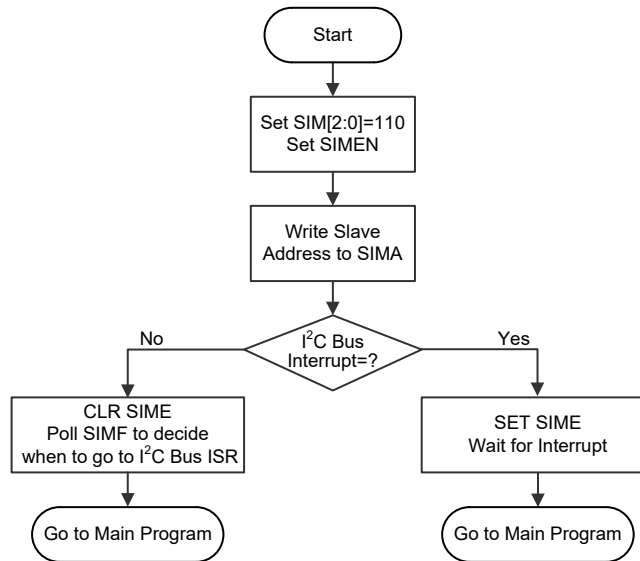 Start
Set SIM[2:0]=110
Set SIMEN
Write Slave
Address to SIMA
I²C Bus
Interrupt=?
No
Yes
CLR SIME
Poll SIMF to decide
when to go to I²C Bus ISR
SET SIME
Wait for Interrupt
Go to Main Program
Go to Main Program